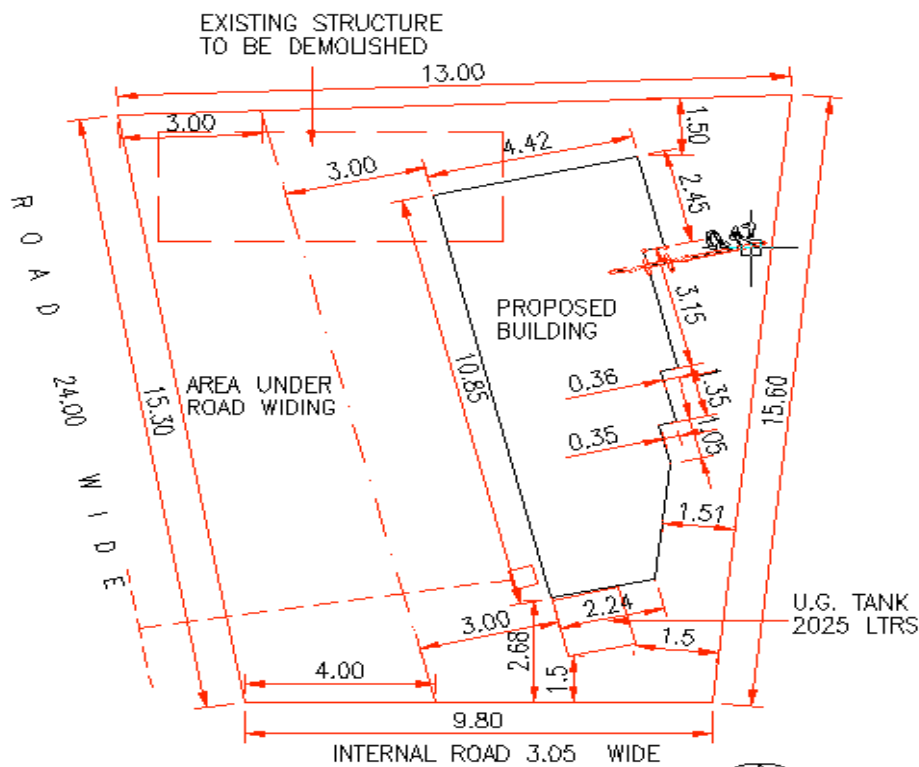 EXISTING STRUCTURE
TO BE DEMOLISHED
13.00
3.00
1.50
4.42
3.00
2.45
ROAD 24.00 WIDE
PROPOSED
BUILDING
3.15
10.85
0.36
1.35
AREA UNDER
ROAD WIDING
15.30
15.60
0.35
1.05
1.51
U.G. TANK
2025 LTRS
2.24
3.00
2.68
1.5
1.5
4.00
9.80
INTERNAL ROAD 3.05 WIDE